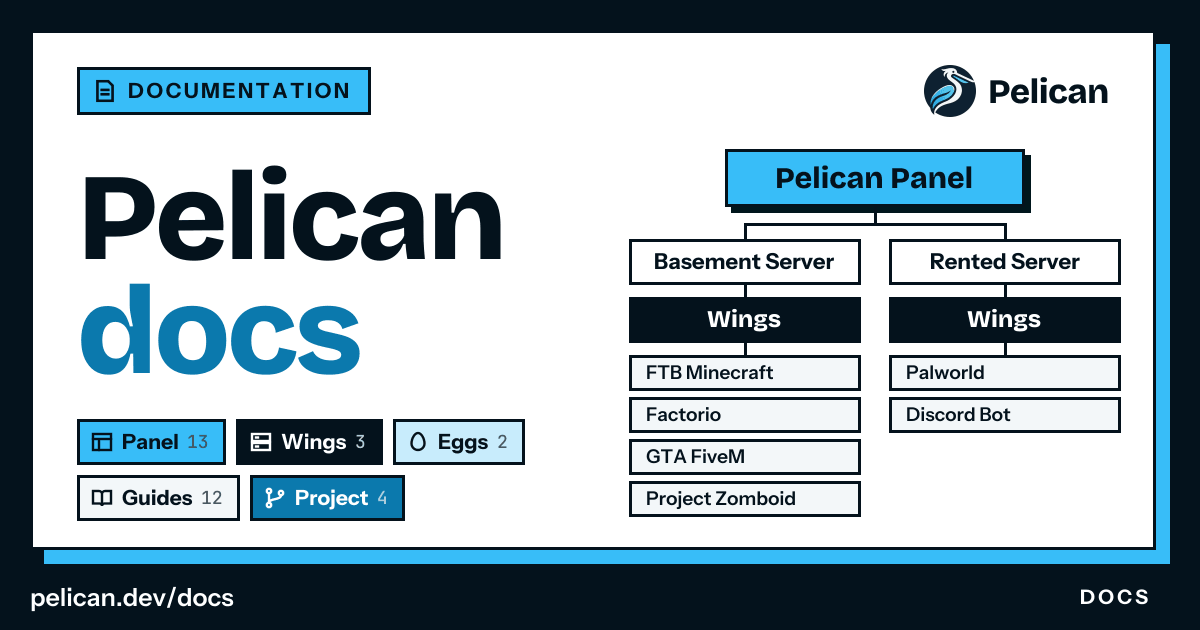 DOCUMENTATION
Pelican
Pelican
docs
Panel 13
Wings 3
Eggs 2
Guides 12
Project 4
Pelican Panel
Basement Server
Wings
FTB Minecraft
Factorio
GTA FiveM
Project Zomboid
Rented Server
Wings
Palworld
Discord Bot
pelican.dev/docs
DOCS